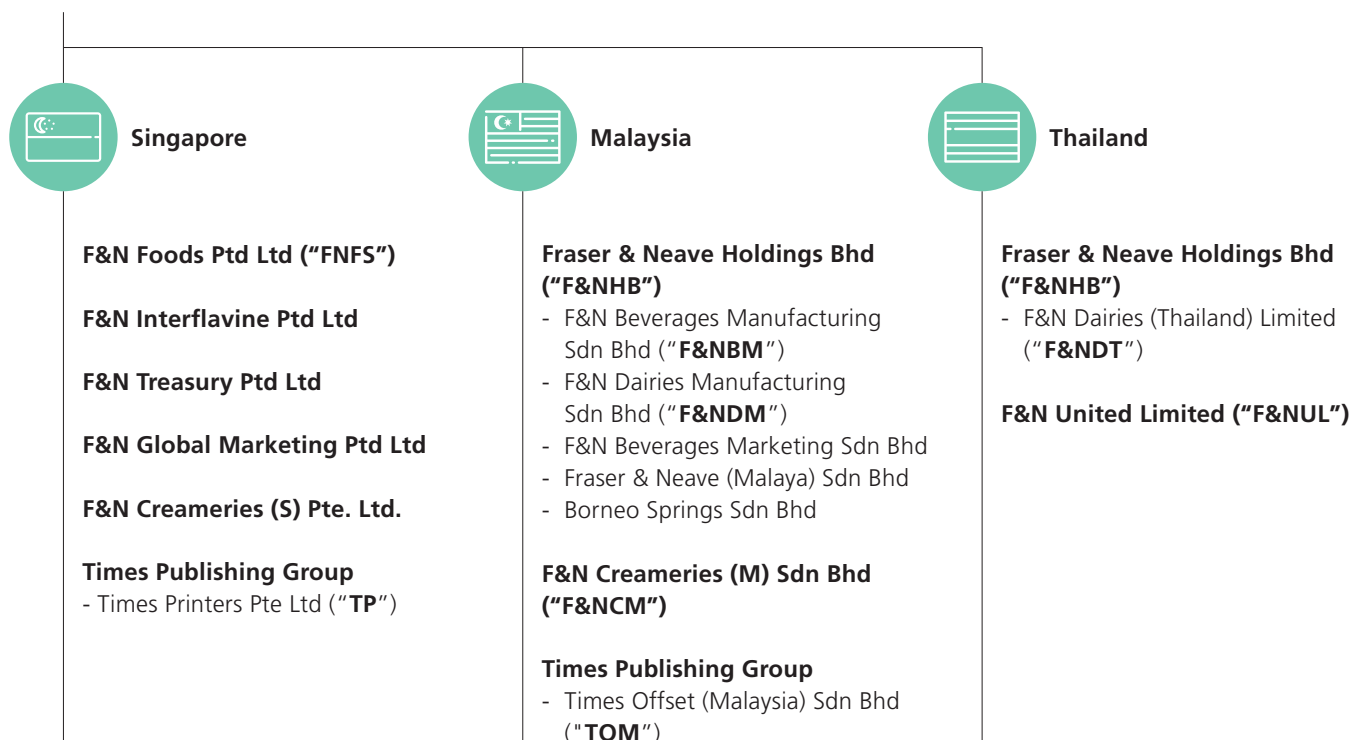 Singapore
F&N Foods Ptd Ltd (“FNFS”)
F&N Interflavine Ptd Ltd
F&N Treasury Ptd Ltd
F&N Global Marketing Ptd Ltd
F&N Creameries (S) Pte. Ltd.
Times Publishing Group
- Times Printers Pte Ltd (“TP”)
Malaysia
Fraser & Neave Holdings Bhd
(“F&NHB”)
- F&N Beverages Manufacturing
Sdn Bhd (“F&NBM”)
- F&N Dairies Manufacturing
Sdn Bhd (“F&NDM”)
- F&N Beverages Marketing Sdn Bhd
- Fraser & Neave (Malaya) Sdn Bhd
- Borneo Springs Sdn Bhd
F&N Creameries (M) Sdn Bhd
(“F&NCM”)
Times Publishing Group
- Times Offset (Malaysia) Sdn Bhd
("TOM”)
Thailand
Fraser & Neave Holdings Bhd
(“F&NHB”)
- F&N Dairies (Thailand) Limited
(“F&NDT”)
F&N United Limited (“F&NUL”)